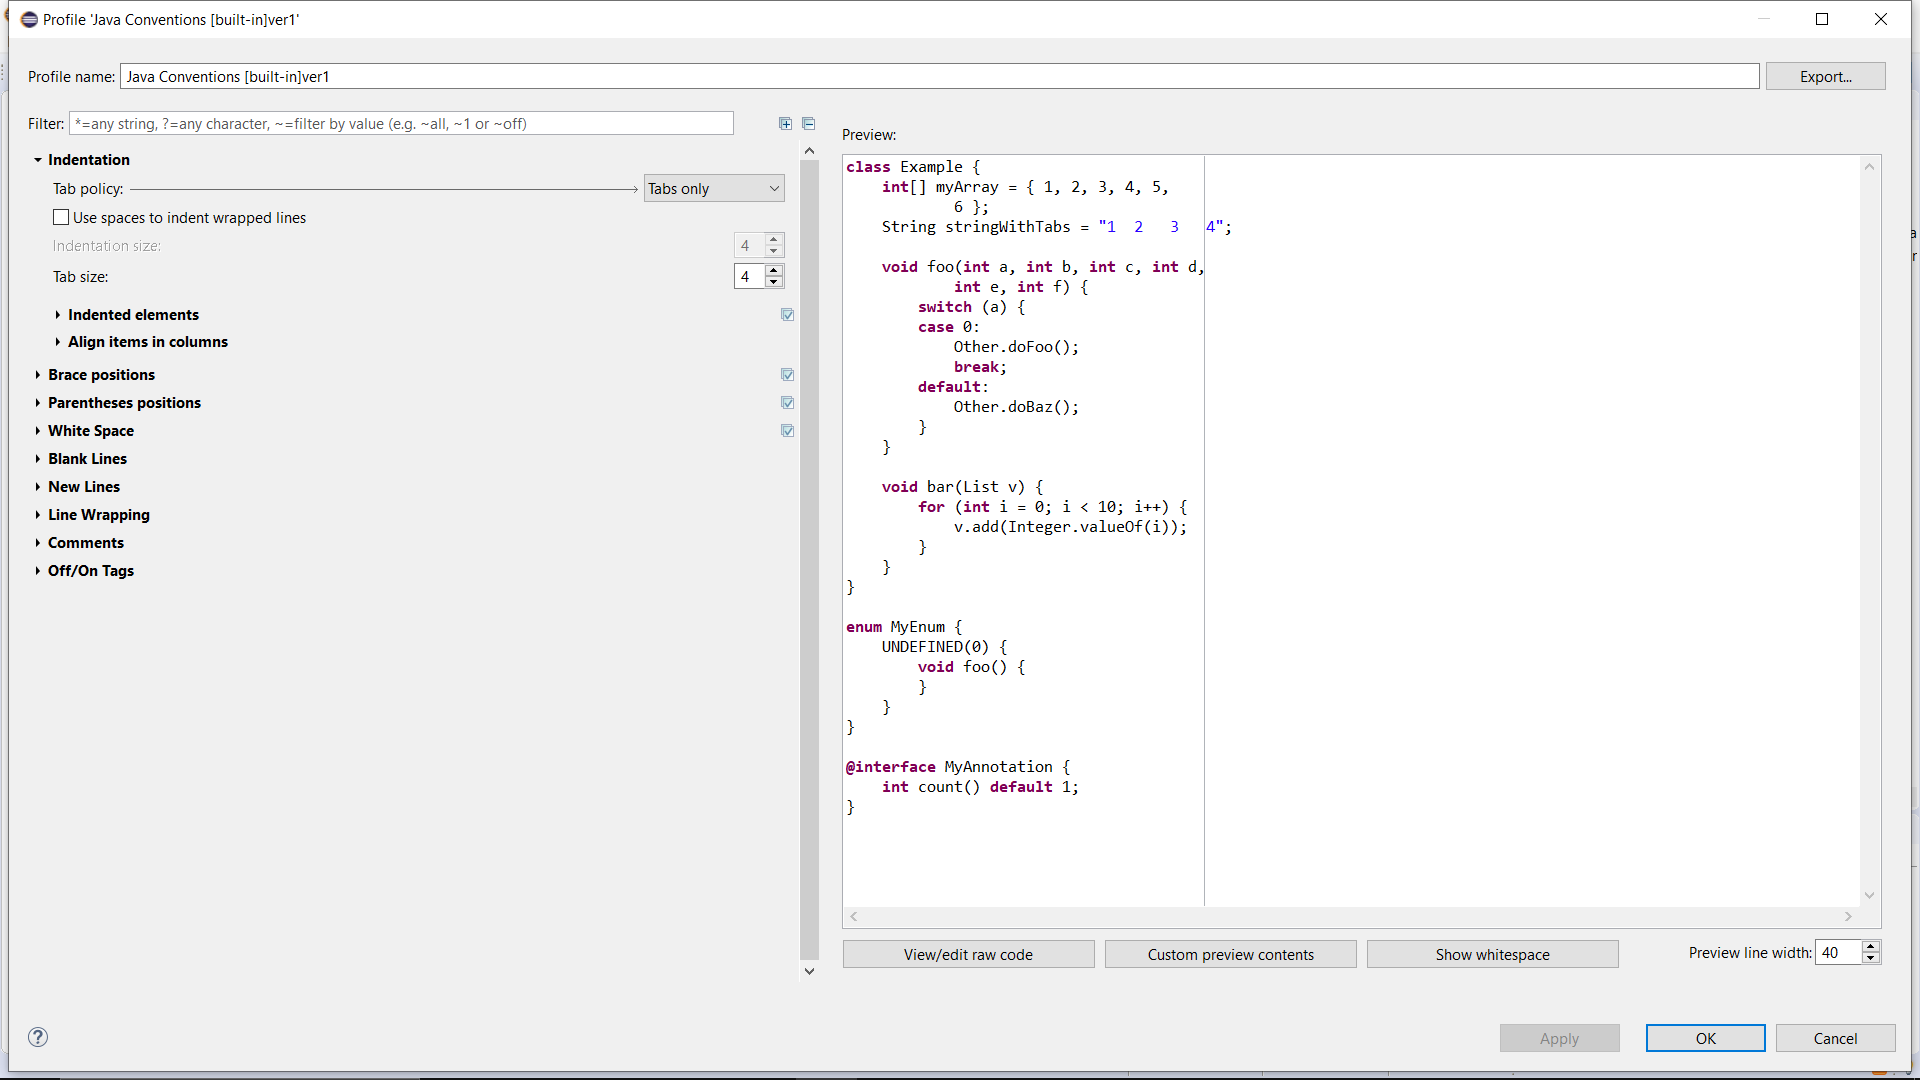 Profile 'Java Conventions [built-in]ver1'
Profile name: Java Conventions [built-in]ver1 Export...
Filter: *=any string, ?=any character, ~=filter by value (e.g. ~all, ~1 or ~off)
Indentation
Tab policy: Tabs only
Use spaces to indent wrapped lines
Indentation size: 4
Tab size: 4
Indented elements
Align items in columns
Brace positions
Parentheses positions
White Space
Blank Lines
New Lines
Line Wrapping
Comments
Off/On Tags
Preview:
class Example {
    int[] myArray = { 1, 2, 3, 4, 5,
            6 };
    String stringWithTabs = "1  2   3   4";

    void foo(int a, int b, int c, int d,
            int e, int f) {
        switch (a) {
        case 0:
            Other.doFoo();
            break;
        default:
            Other.doBaz();
        }
    }

    void bar(List v) {
        for (int i = 0; i < 10; i++) {
            v.add(Integer.valueOf(i));
        }
    }
}

enum MyEnum {
    UNDEFINED(0) {
        void foo() {
        }
    }
}

@interface MyAnnotation {
    int count() default 1;
}
View/edit raw code Custom preview contents Show whitespace Preview line width: 40
? Apply OK Cancel